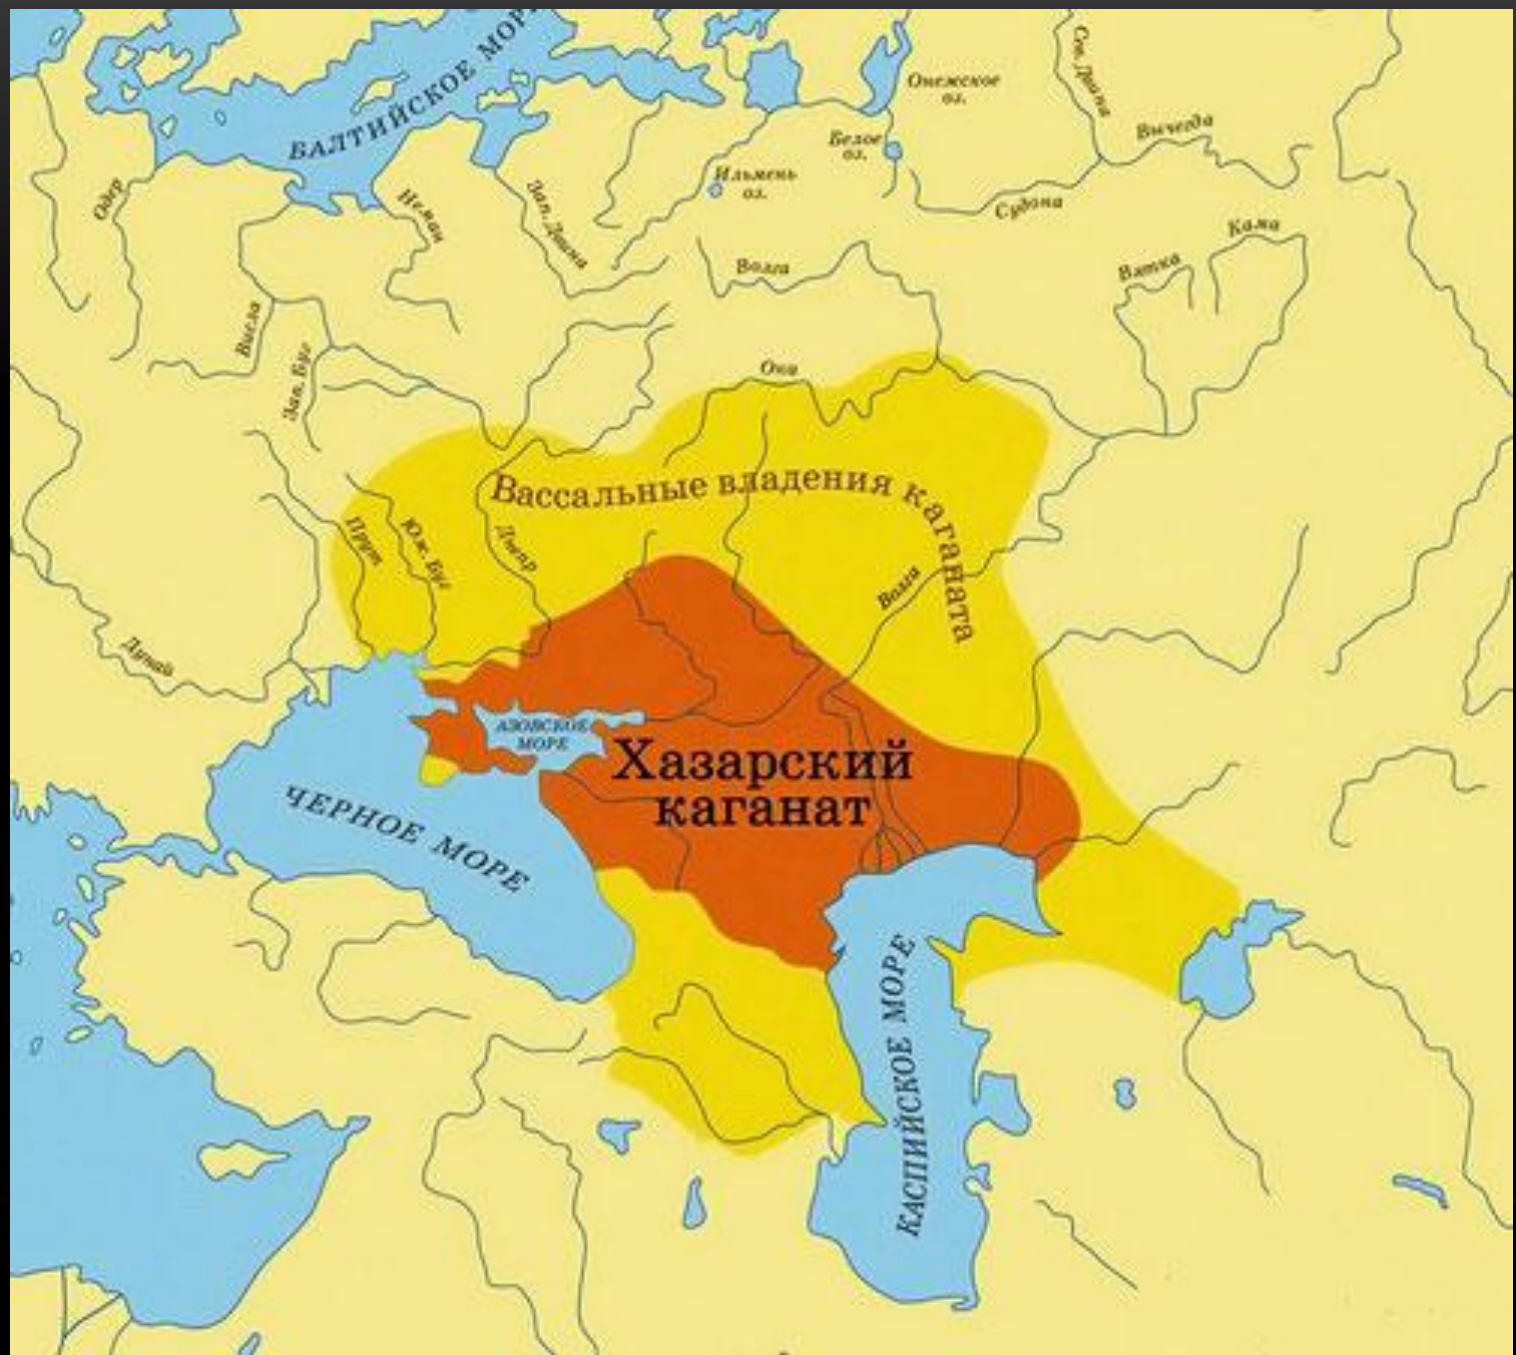 БАЛТИЙСКОЕ МОРЕ
Онежское
оз.
Сев. Двина
Вычегда
Белое
оз.
Ильмень
оз.
Одер
Неман
Зап. Двина
Судона
Кама
Вятка
Волга
Висла
Зап. Буг
Ока
Вассальные владения каганата
Прут
Юж. Буг
Днепр
Волга
Дунай
АЗОВСКОЕ
МОРЕ
Хазарский
каганат
ЧЕРНОЕ МОРЕ
КАСПИЙСКОЕ МОРЕ